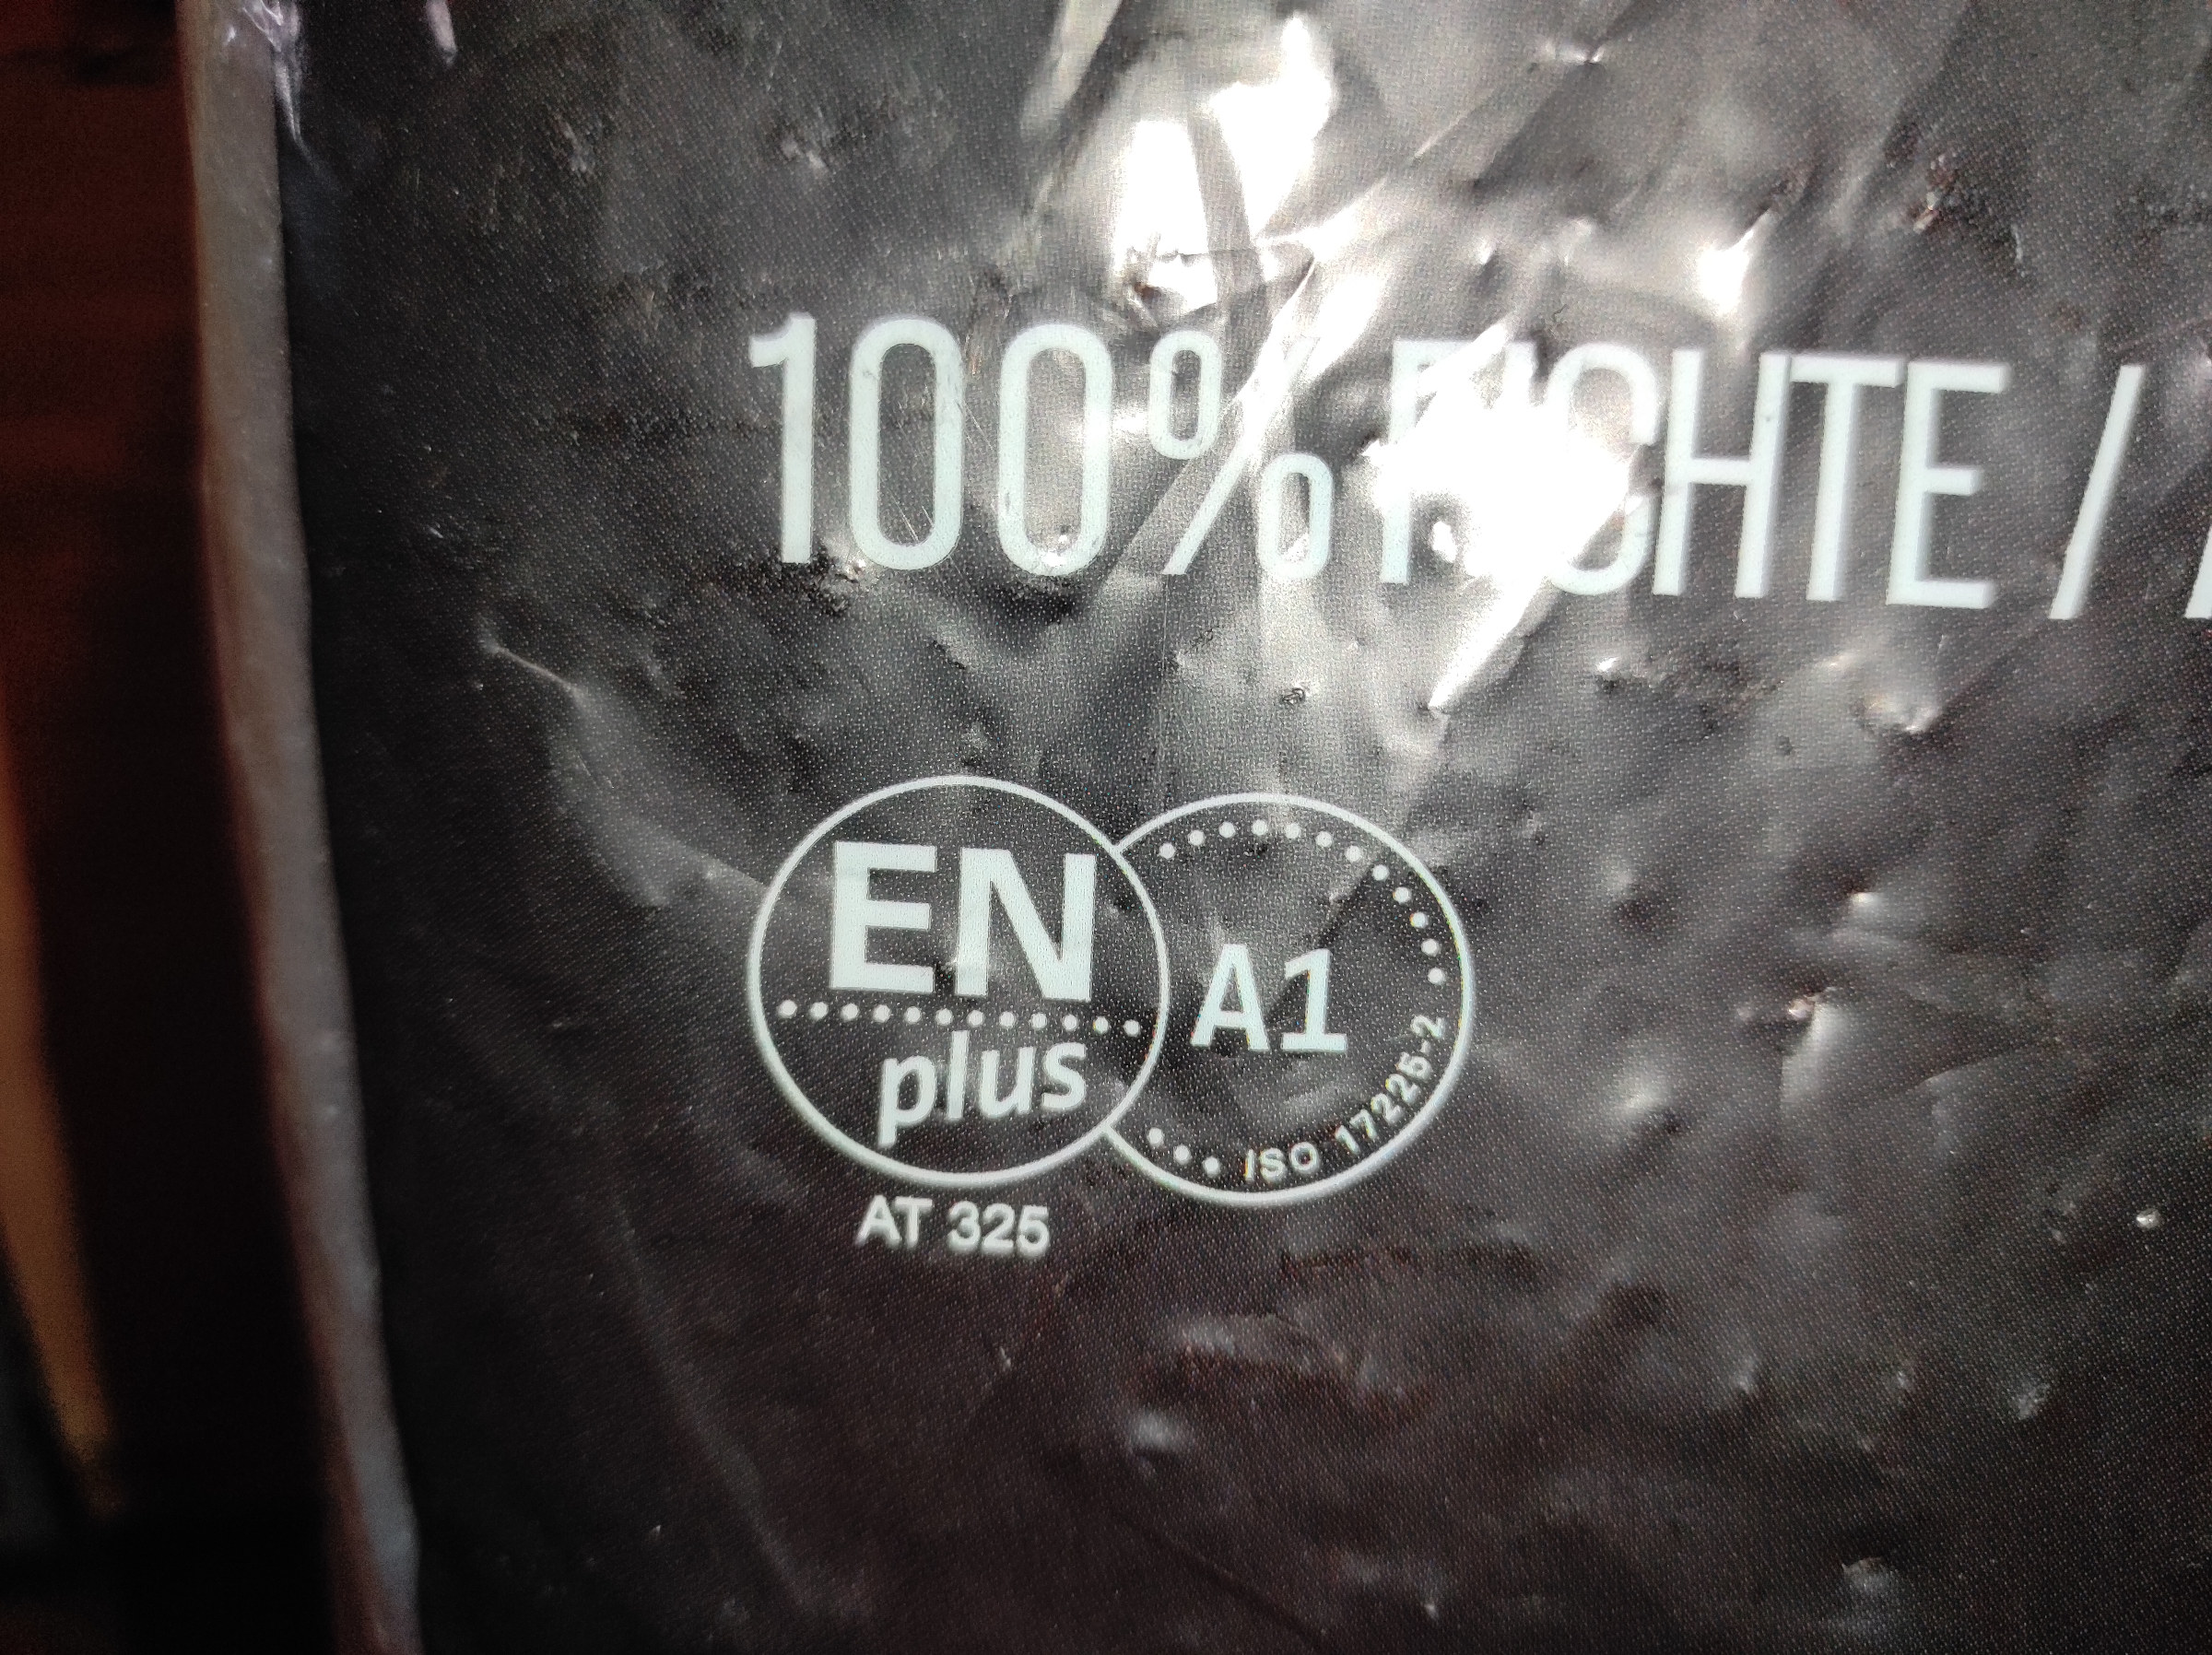 100% FICHTE /
EN
plus
A1
ISO 17225-2
AT 325